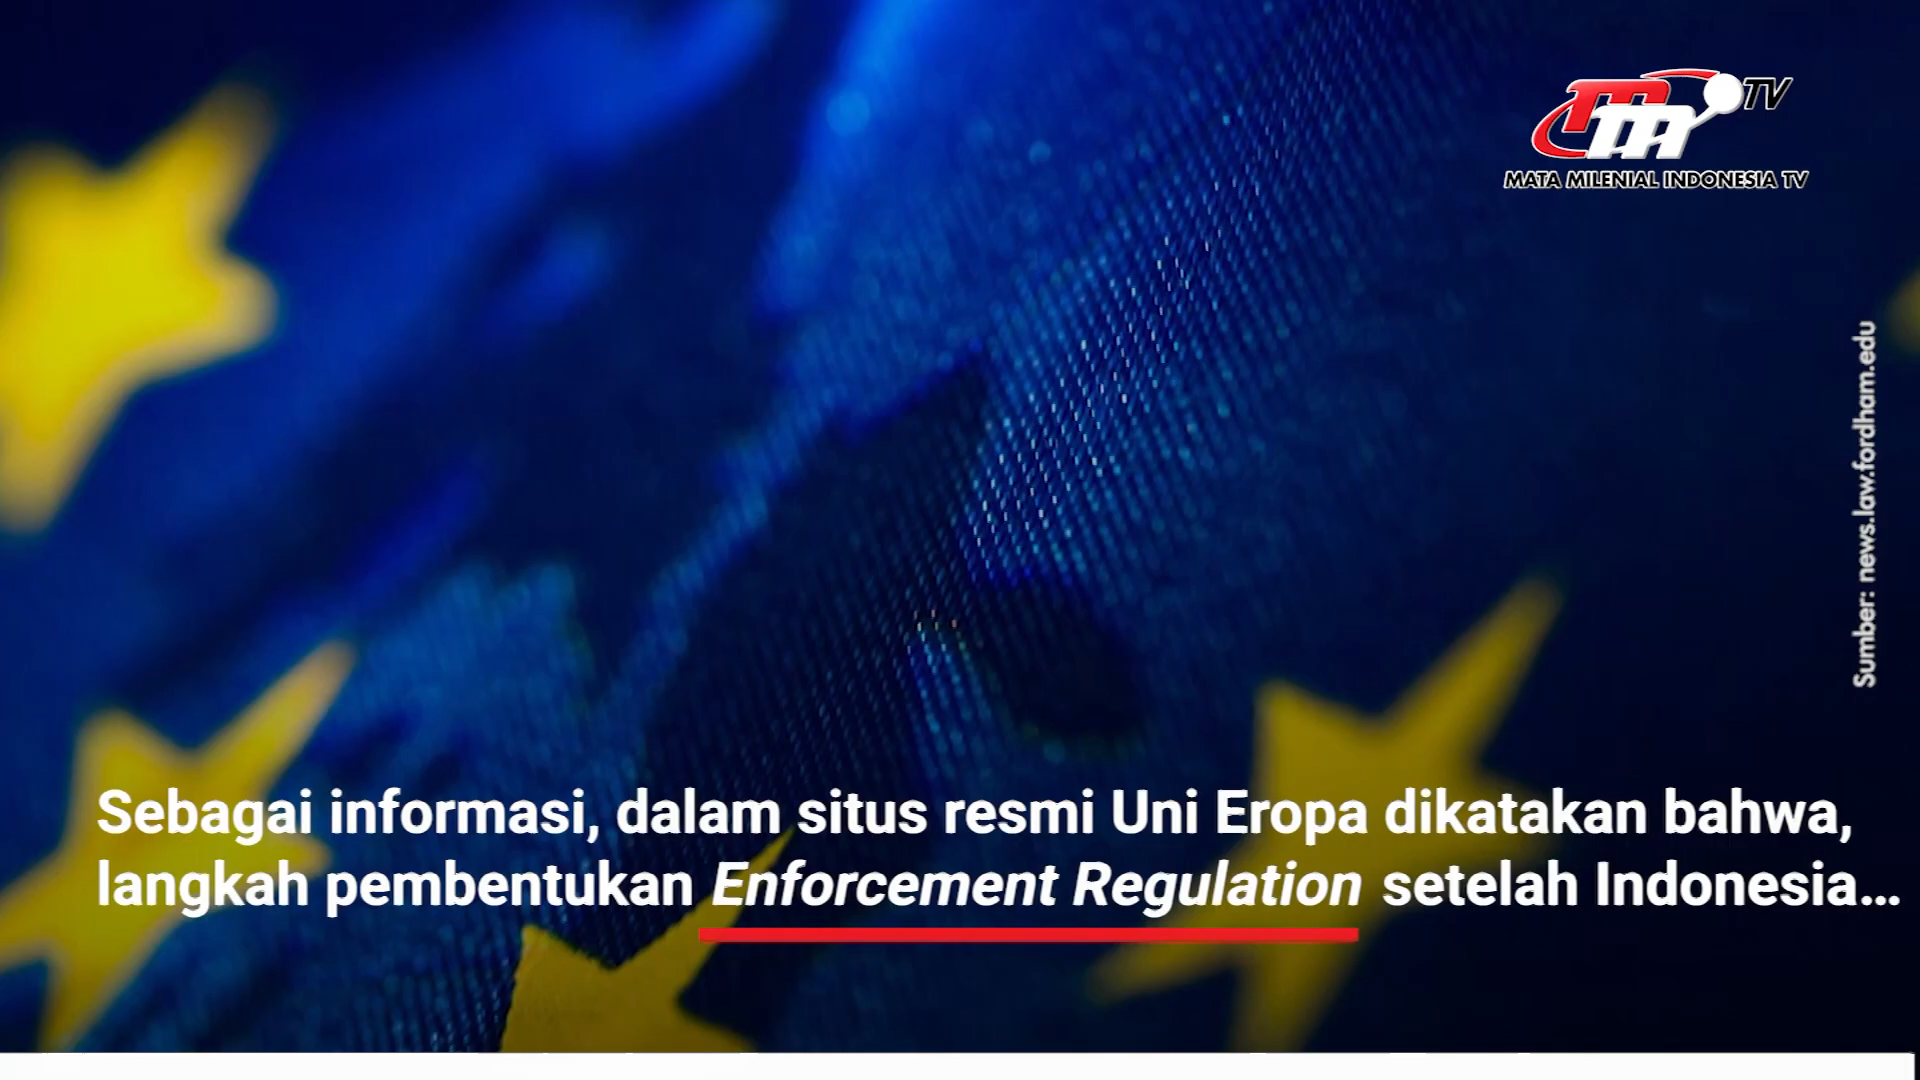 MM TV
MATA MILENIAL INDONESIA TV
Sumber: news.law.fordham.edu
Sebagai informasi, dalam situs resmi Uni Eropa dikatakan bahwa,
langkah pembentukan Enforcement Regulation setelah Indonesia...